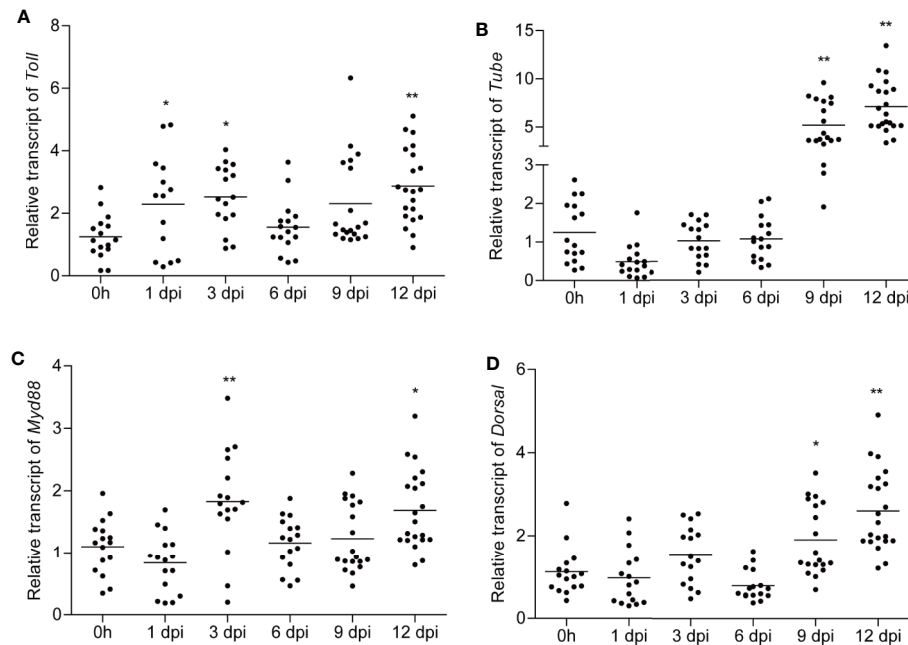 A
Relative transcript of Toll
8
6
4
2
0
* * **
0h 1 dpi 3 dpi 6 dpi 9 dpi 12 dpi
B
Relative transcript of Tube
15
10
5
3
2
1
0
** **
0h 1 dpi 3 dpi 6 dpi 9 dpi 12 dpi
C
Relative transcript of Myd88
4
3
2
1
0
** *
0h 1 dpi 3 dpi 6 dpi 9 dpi 12 dpi
D
Relative transcript of Dorsal
6
4
2
0
* **
0h 1 dpi 3 dpi 6 dpi 9 dpi 12 dpi